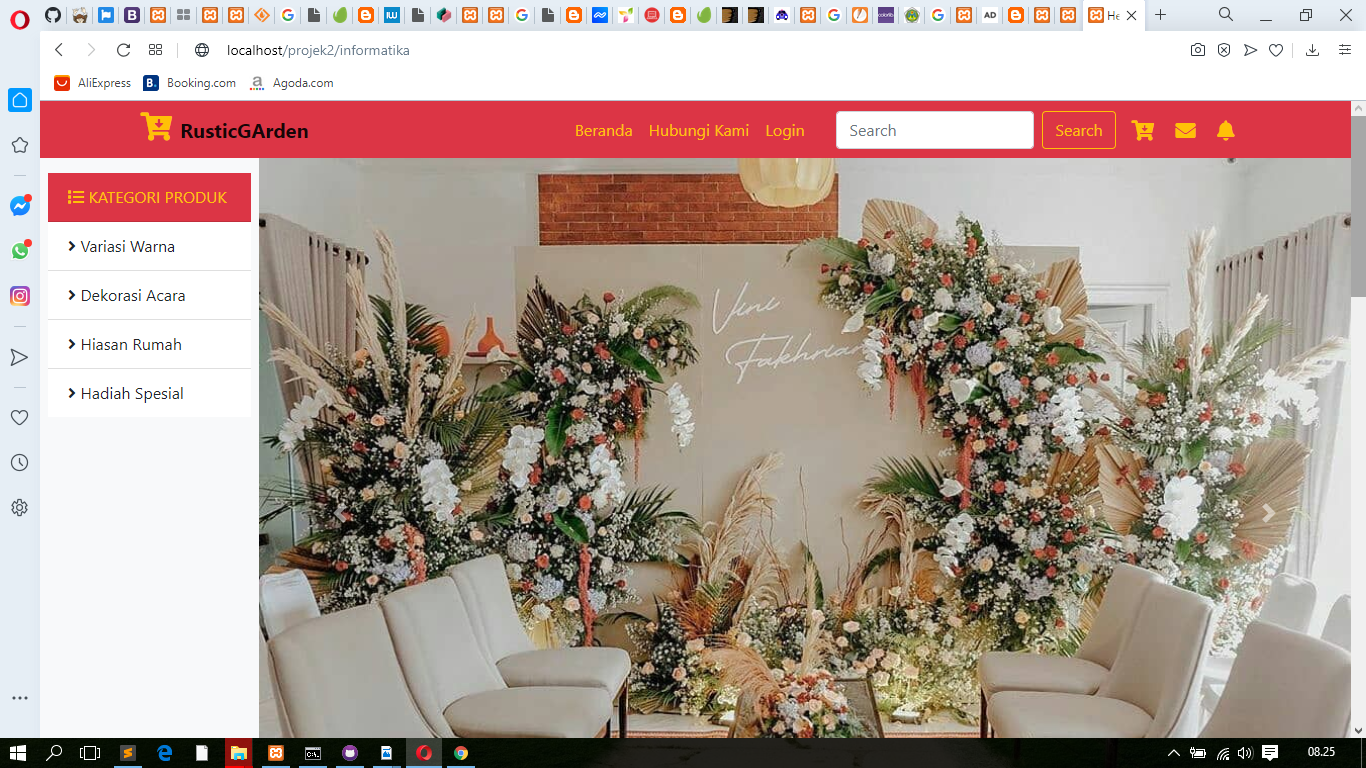 He
localhost/projek2/informatika
AliExpress
B. Booking.com
a Agoda.com
RusticGArden
Beranda Hubungi Kami Login Search Search
KATEGORI PRODUK
Variasi Warna
Dekorasi Acara
Hiasan Rumah
Hadiah Spesial
Vini
Fakhrian
08.25